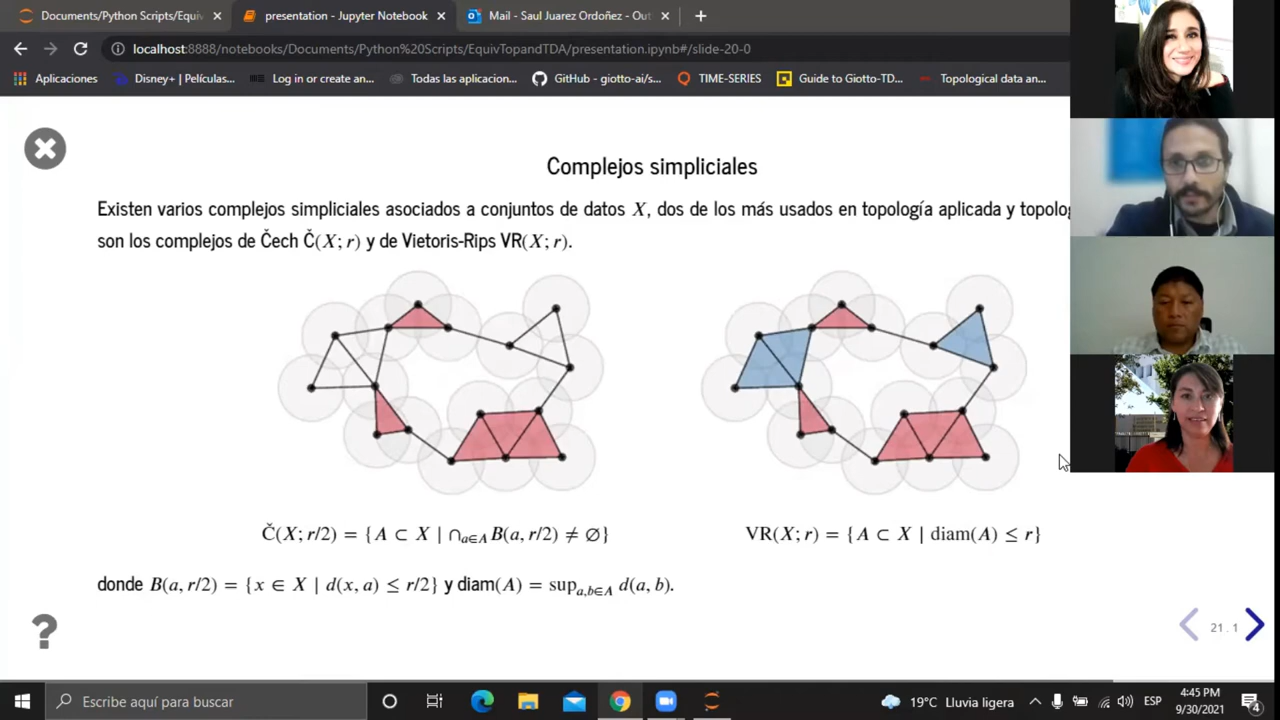 Documents/Python Scripts/Equiv
presentation - Jupyter Notebook
Mail - Saul Juarez Ordoñez - Out
localhost:8888/notebooks/Documents/Python%20Scripts/EquivTopandTDA/presentation.ipynb#/slide-20-0
Aplicaciones
Disney+ | Películas...
Log in or create an...
Todas las aplicacion...
GitHub - giotto-ai/s...
TIME-SERIES
Guide to Giotto-TD...
Topological data an...
Complejos simpliciales
Existen varios complejos simpliciales asociados a conjuntos de datos X, dos de los más usados en topología aplicada y topolog
son los complejos de Čech Č(X; r) y de Vietoris-Rips VR(X; r).
Č(X; r/2) = {A ⊂ X | ∩a∈A B(a, r/2) ≠ ∅}
VR(X; r) = {A ⊂ X | diam(A) ≤ r}
donde B(a, r/2) = {x ∈ X | d(x, a) ≤ r/2} y diam(A) = supa,b∈A d(a, b).
?
21 . 1
Escribe aquí para buscar
19°C Lluvia ligera
ESP
4:45 PM
9/30/2021
4